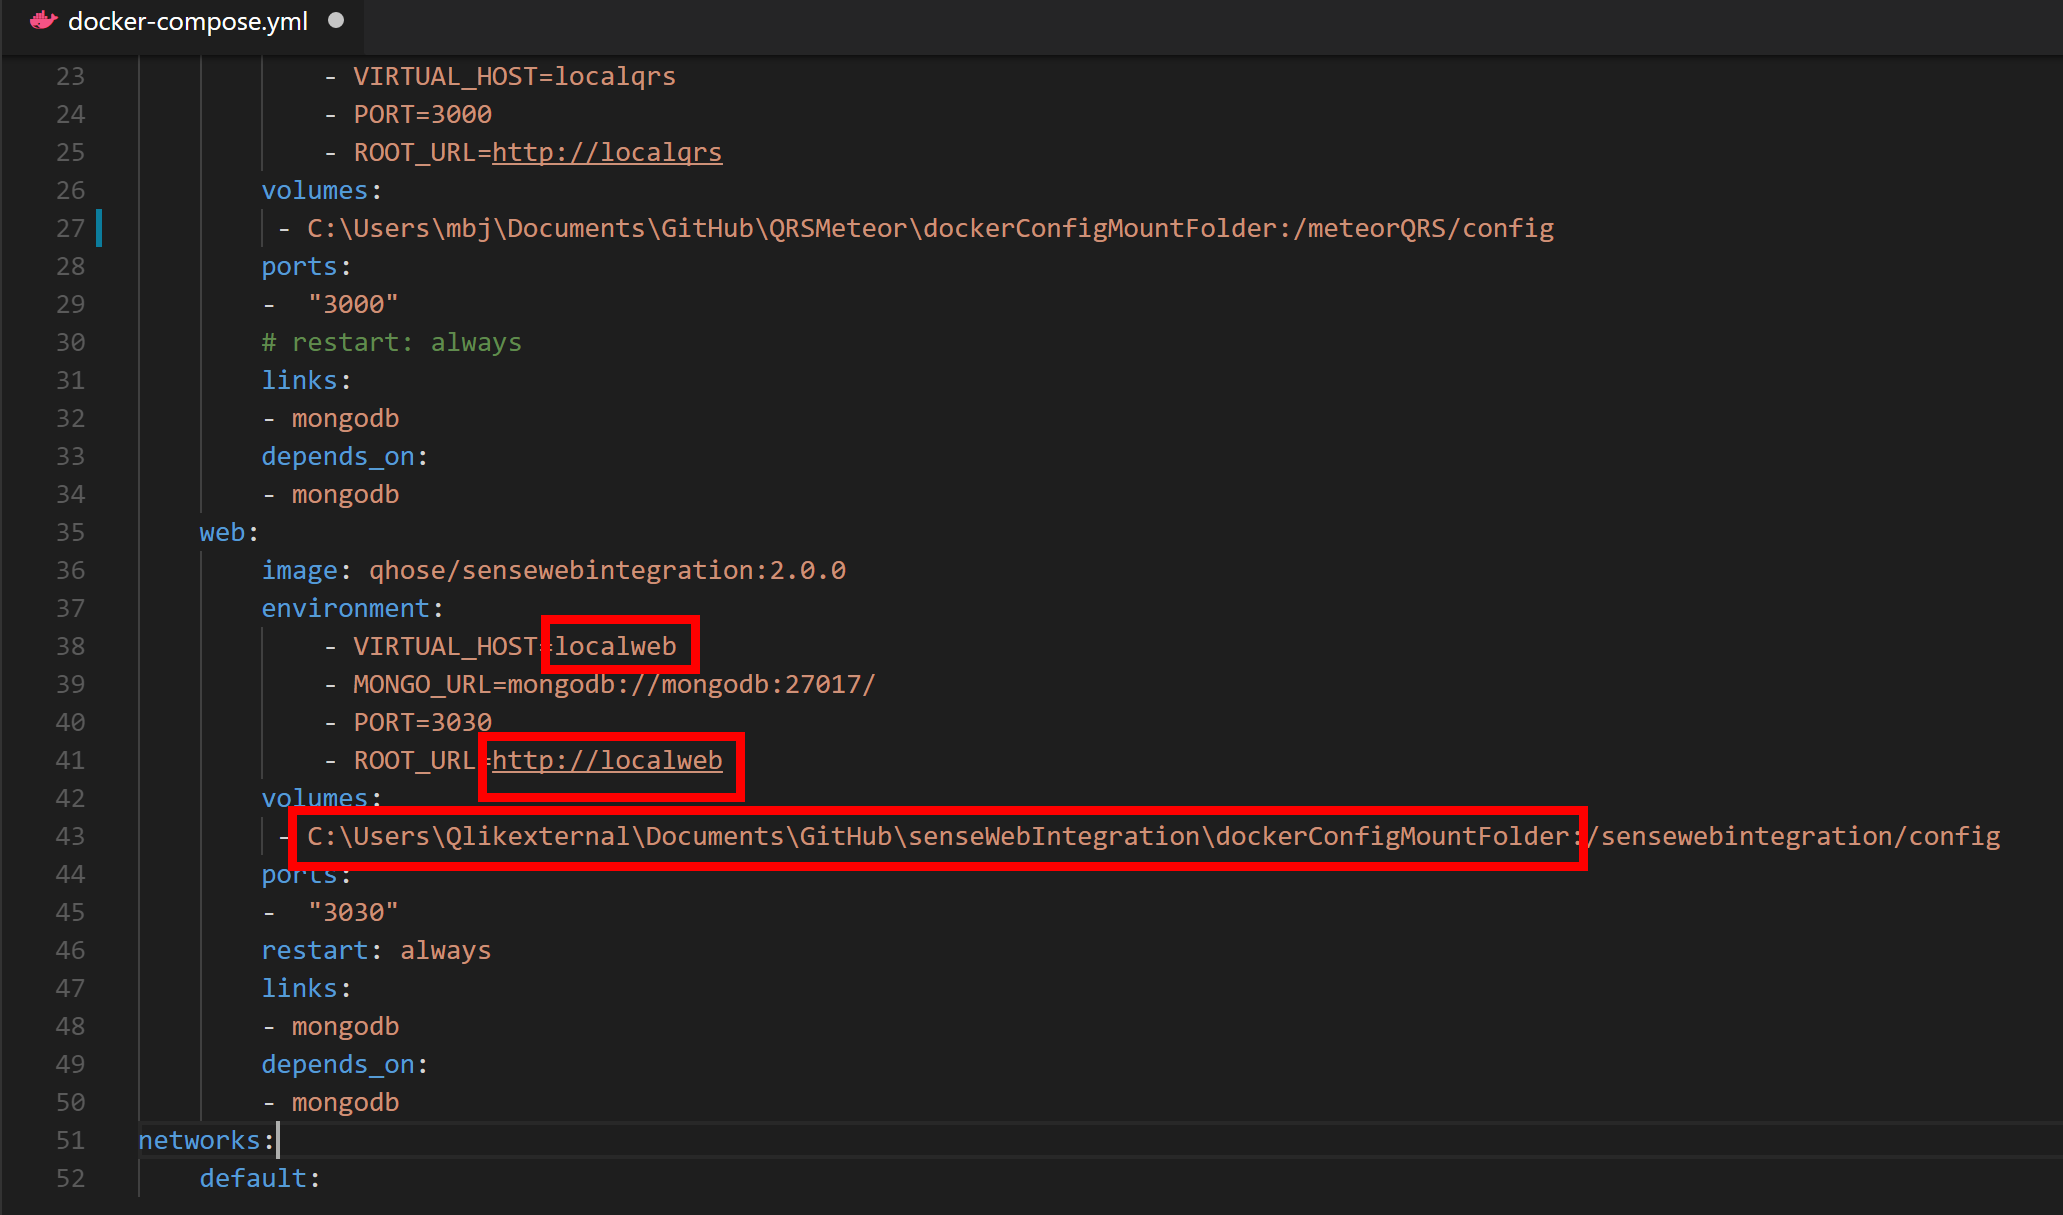 docker-compose.yml
23 - VIRTUAL_HOST=localqrs
24 - PORT=3000
25 - ROOT_URL=http://localqrs
26 volumes:
27 - C:\Users\mbj\Documents\GitHub\QRSMeteor\dockerConfigMountFolder:/meteorQRS/config
28 ports:
29 - "3000"
30 # restart: always
31 links:
32 - mongodb
33 depends_on:
34 - mongodb
35 web:
36 image: qhose/sensewebintegration:2.0.0
37 environment:
38 - VIRTUAL_HOST=localweb
39 - MONGO_URL=mongodb://mongodb:27017/
40 - PORT=3030
41 - ROOT_URL=http://localweb
42 volumes:
43 - C:\Users\Qlikexternal\Documents\GitHub\senseWebIntegration\dockerConfigMountFolder:/sensewebintegration/config
44 ports:
45 - "3030"
46 restart: always
47 links:
48 - mongodb
49 depends_on:
50 - mongodb
51 networks:
52 default: